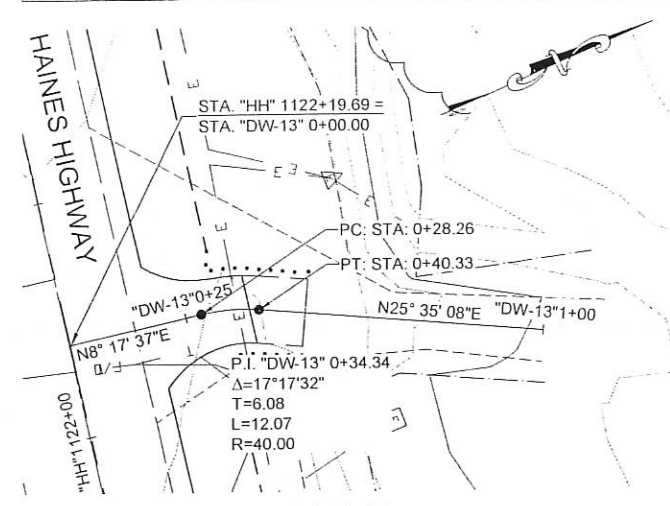 HAINES HIGHWAY
STA. "HH" 1122+19.69 =
STA. "DW-13" 0+00.00
E
E
E
E
E
PC: STA: 0+28.26
PT: STA: 0+40.33
"DW-13"0+25
N25° 35' 08"E
"DW-13"1+00
N8° 17' 37"E
E
T
P.I. "DW-13" 0+34.34
Δ=17°17'32"
T=6.08
L=12.07
R=40.00
"HH"1122+00